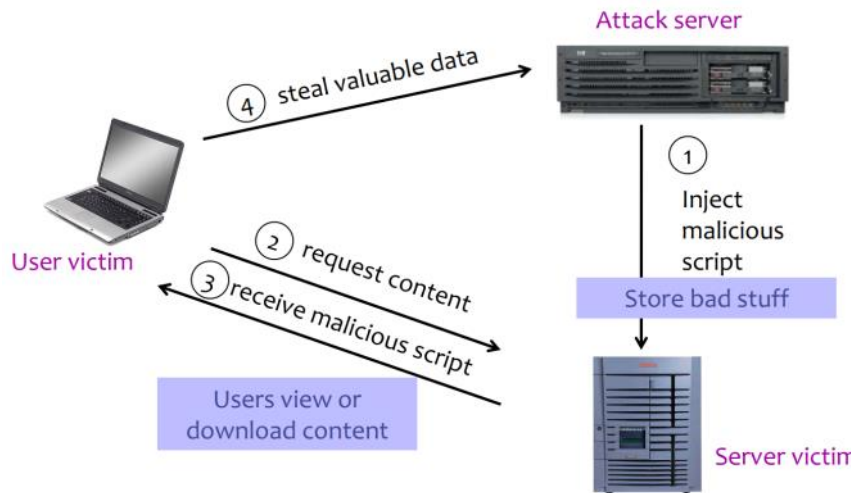 Attack server
4 steal valuable data
1
Inject
malicious
script
User victim
2 request content
3 receive malicious script
Store bad stuff
Users view or
download content
Server victim